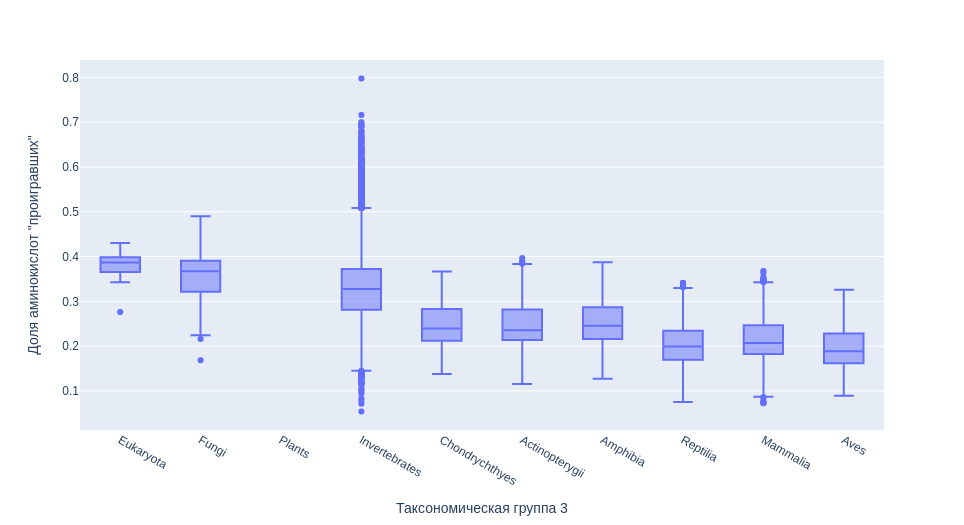 0.8
0.7
0.6
0.5
0.4
0.3
0.2
0.1
Доля аминокислот "проигравших"
Eukaryota
Fungi
Plants
Invertebrates
Chondrychthyes
Actinopterygii
Amphibia
Reptilia
Mammalia
Aves
Таксономическая группа 3